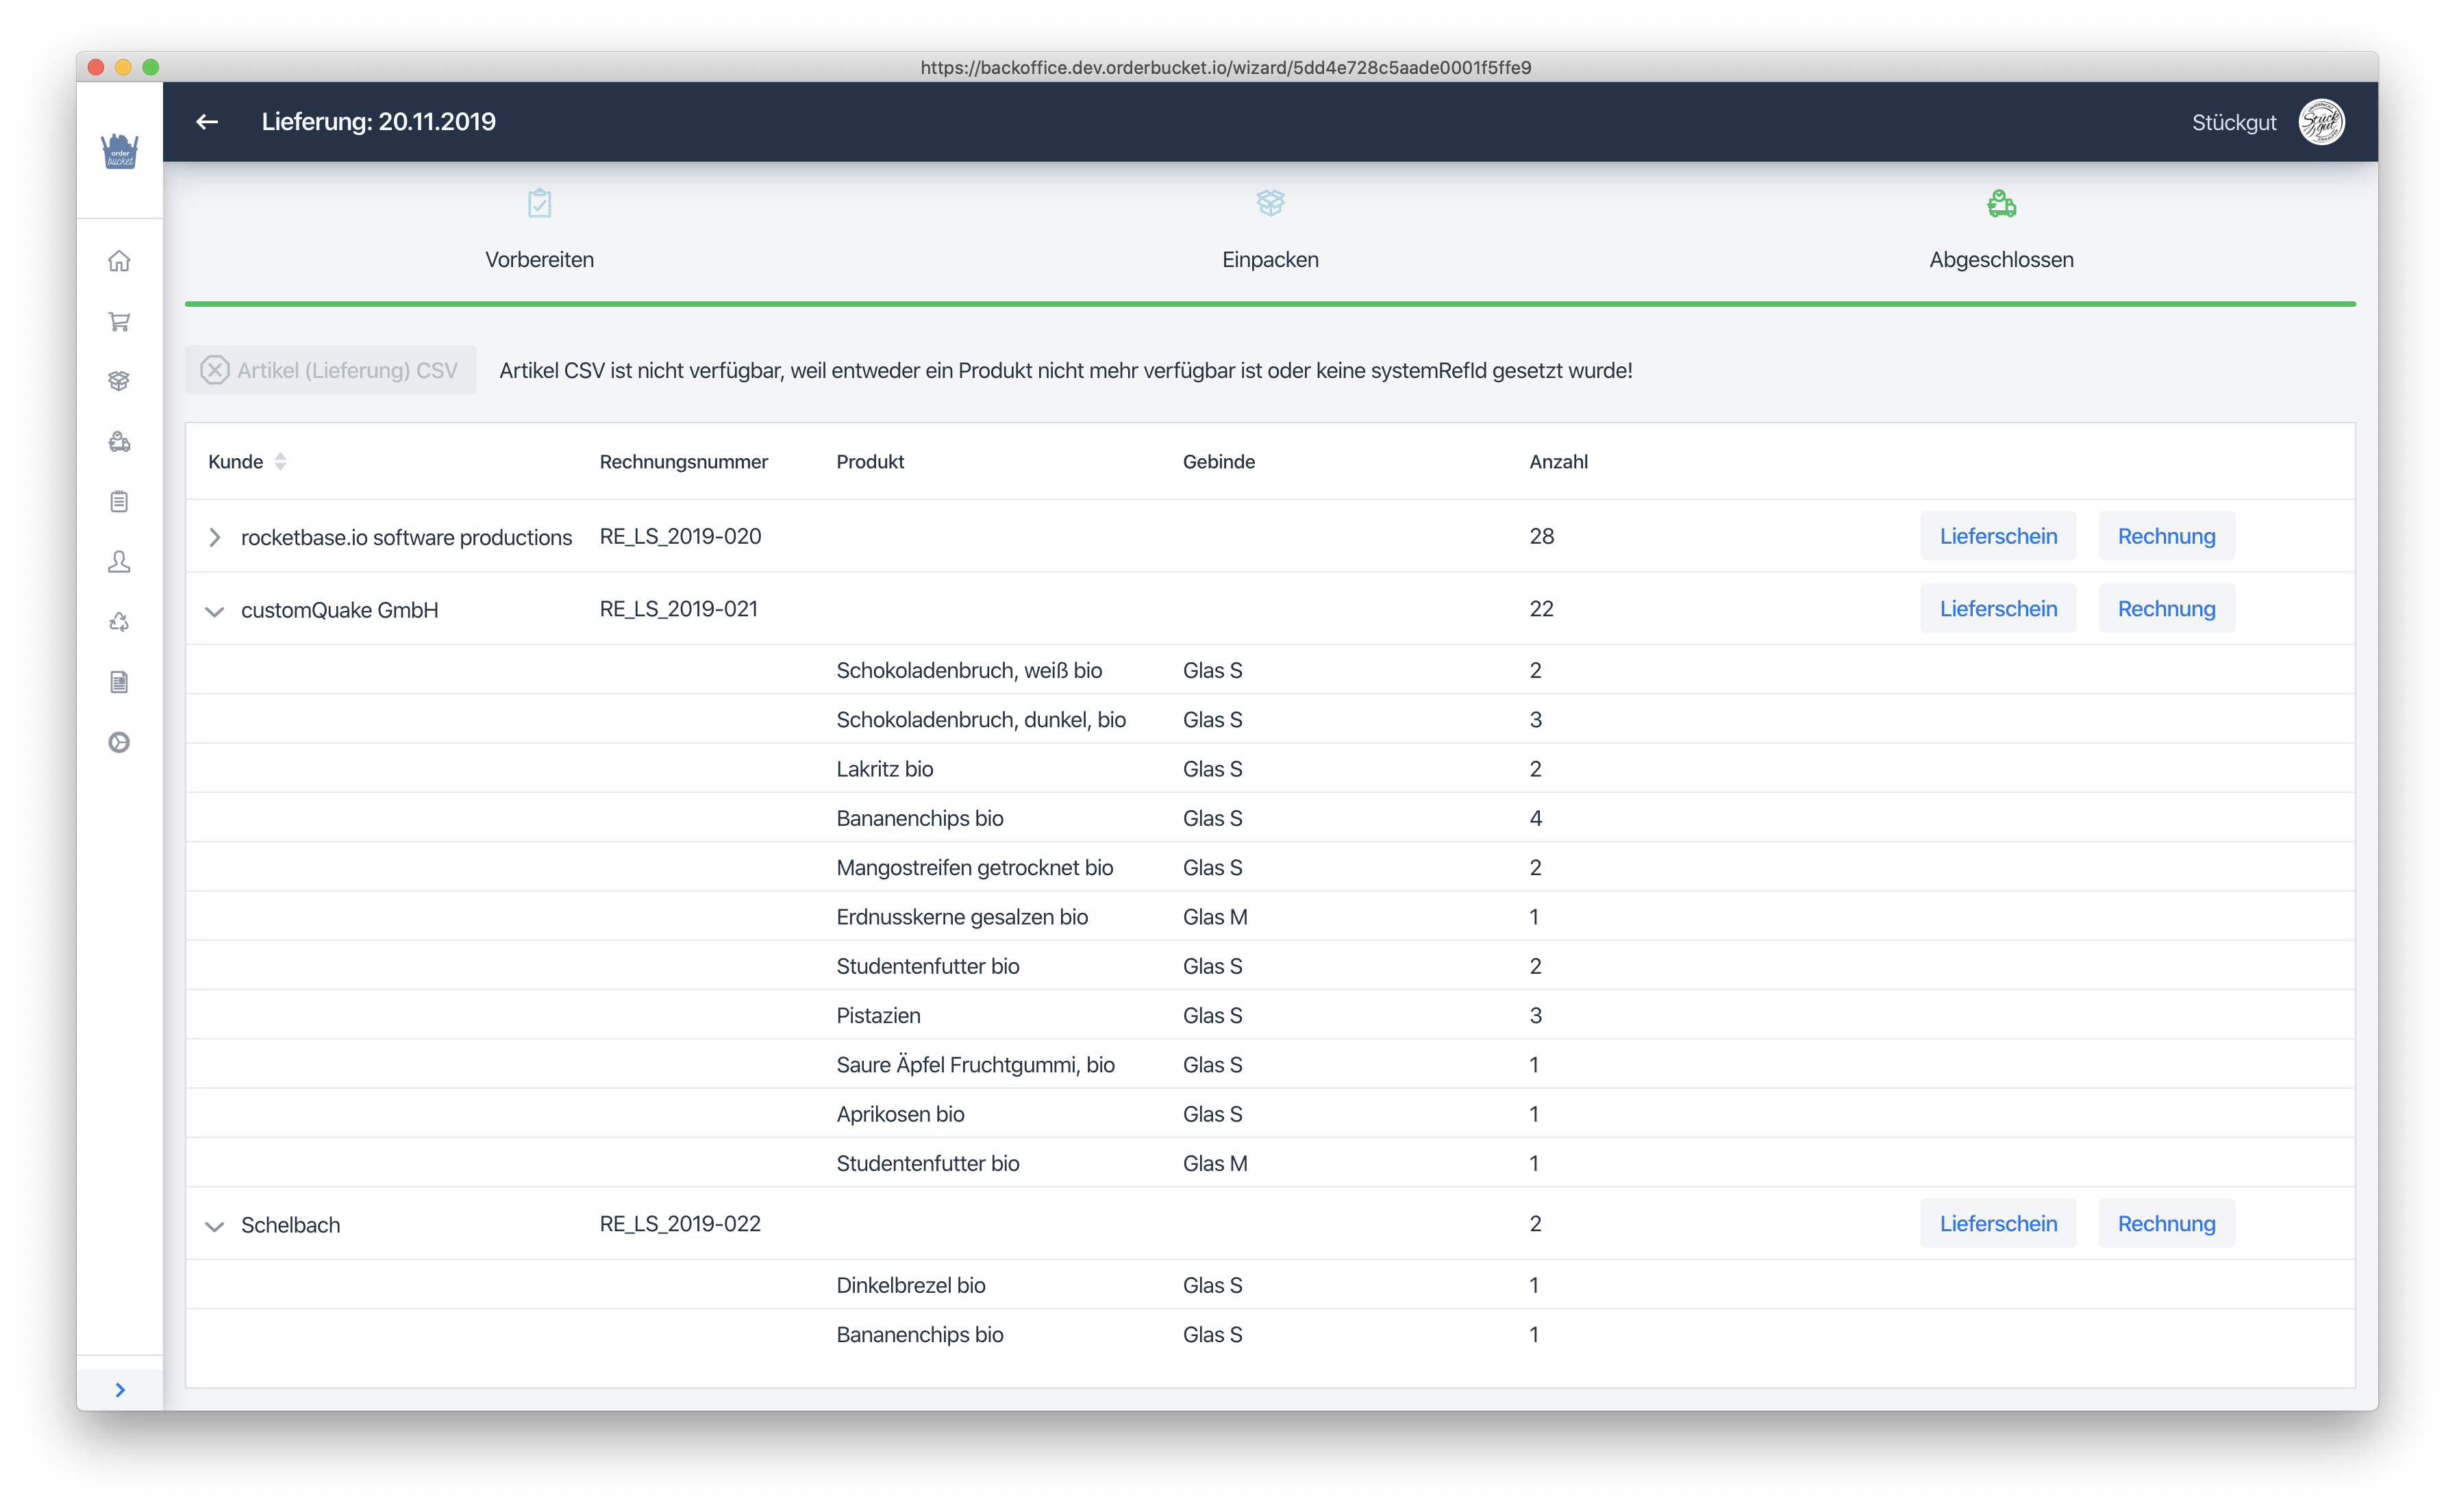 https://backoffice.dev.orderbucket.io/wizard/5dd4e728c5aade0001f5ffe9
order
bucket
Lieferung: 20.11.2019
Stückgut
Stück
gut
Vorbereiten
Einpacken
Abgeschlossen
Artikel (Lieferung) CSV
Artikel CSV ist nicht verfügbar, weil entweder ein Produkt nicht mehr verfügbar ist oder keine systemRefId gesetzt wurde!
Kunde Rechnungsnummer Produkt Gebinde Anzahl
rocketbase.io software productions RE_LS_2019-020 28 Lieferschein Rechnung
customQuake GmbH RE_LS_2019-021 22 Lieferschein Rechnung
Schokoladenbruch, weiß bio Glas S 2
Schokoladenbruch, dunkel, bio Glas S 3
Lakritz bio Glas S 2
Bananenchips bio Glas S 4
Mangostreifen getrocknet bio Glas S 2
Erdnusskerne gesalzen bio Glas M 1
Studentenfutter bio Glas S 2
Pistazien Glas S 3
Saure Äpfel Fruchtgummi, bio Glas S 1
Aprikosen bio Glas S 1
Studentenfutter bio Glas M 1
Schelbach RE_LS_2019-022 2 Lieferschein Rechnung
Dinkelbrezel bio Glas S 1
Bananenchips bio Glas S 1